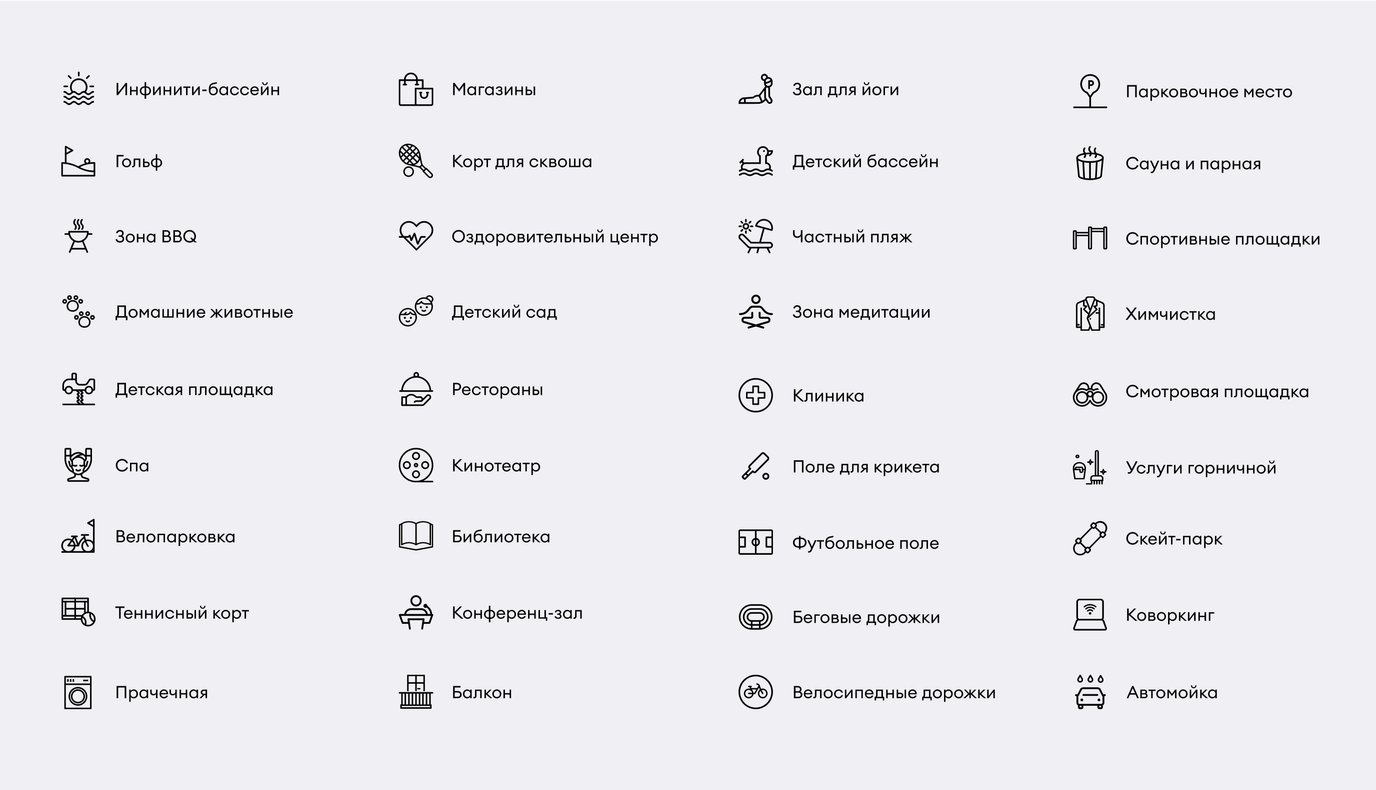 Инфинити-бассейн
Гольф
Зона BBQ
Домашние животные
Детская площадка
Спа
Велопарковка
Теннисный корт
Прачечная
Магазины
Корт для сквоша
Оздоровительный центр
Детский сад
Рестораны
Кинотеатр
Библиотека
Конференц-зал
Балкон
Зал для йоги
Детский бассейн
Частный пляж
Зона медитации
Клиника
Поле для крикета
Футбольное поле
Беговые дорожки
Велосипедные дорожки
P
Парковочное место
Сауна и парная
Спортивные площадки
Химчистка
Смотровая площадка
Услуги горничной
Скейт-парк
Коворкинг
Автомойка